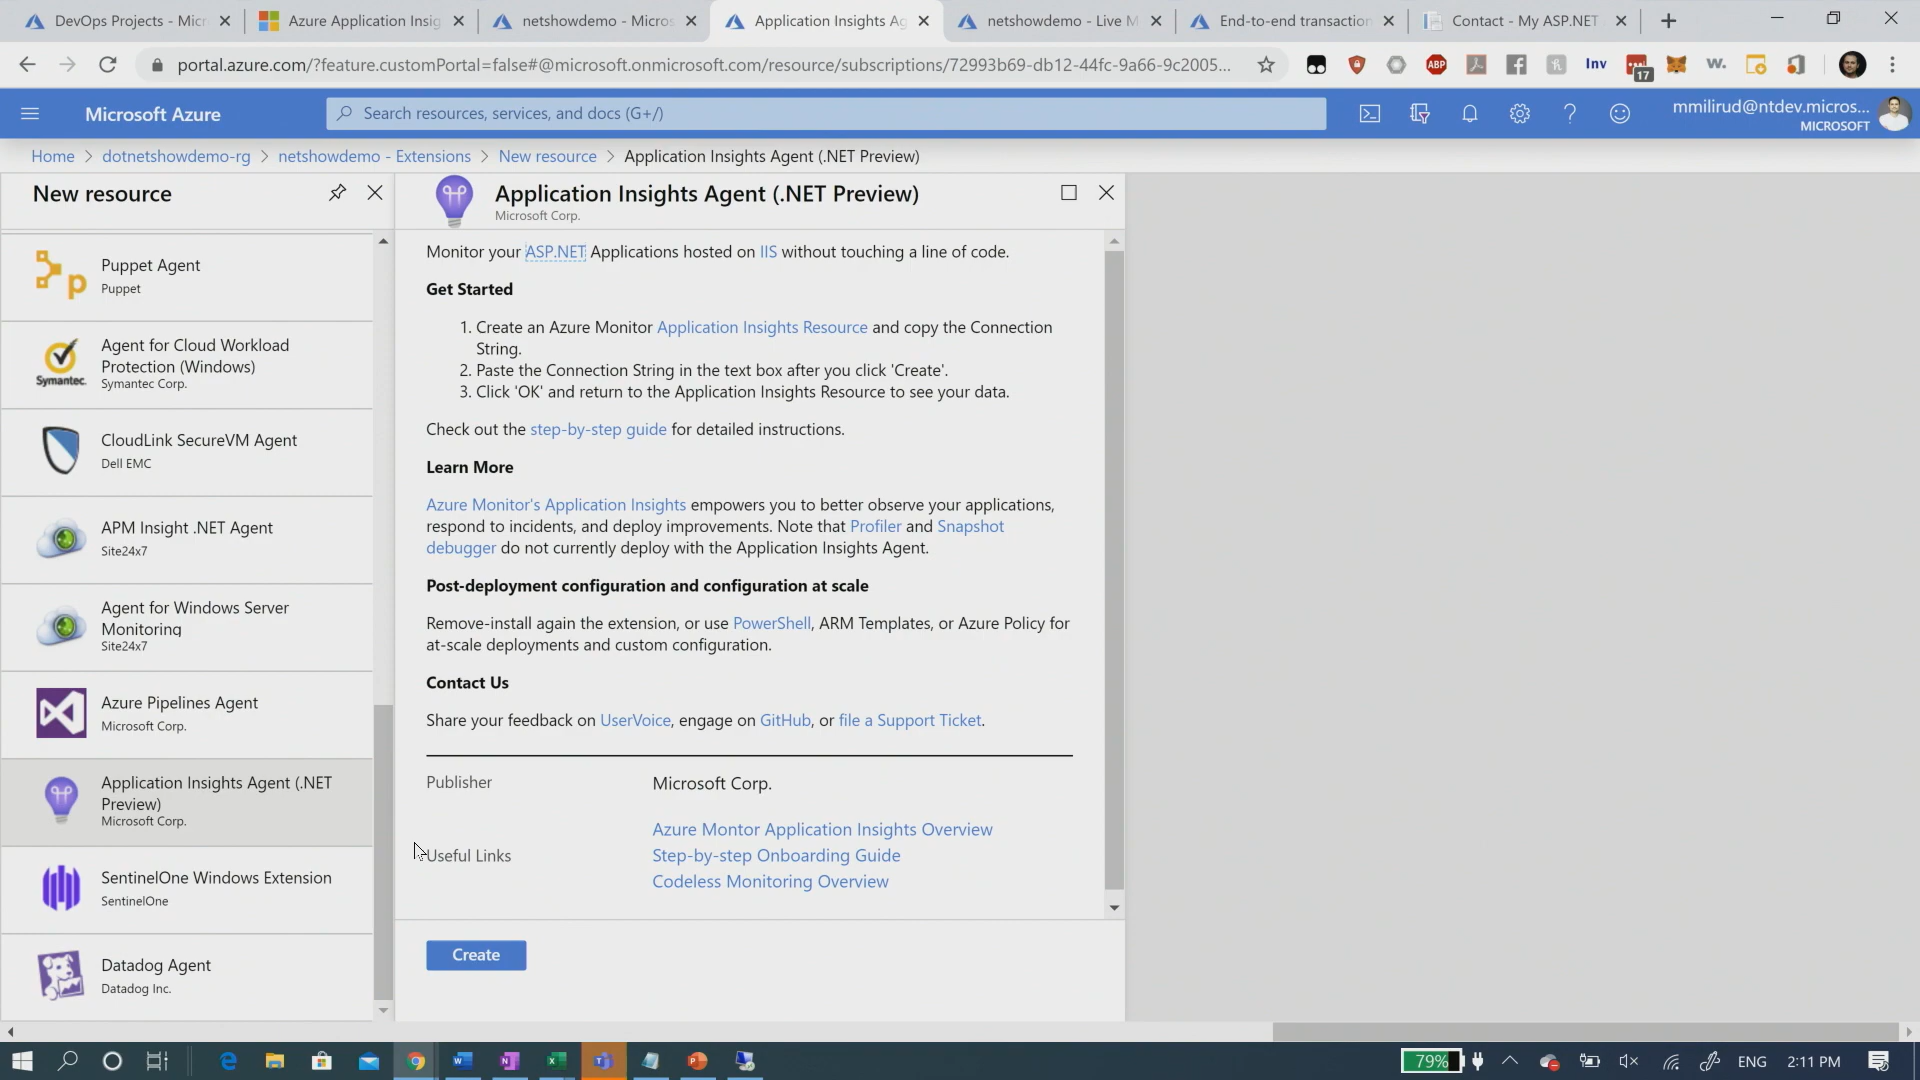 DevOps Projects - Micr
Azure Application Insig
netshowdemo - Micros
Application Insights Ag
netshowdemo - Live M
End-to-end transaction
Contact - My ASP.NET
portal.azure.com/?feature.customPortal=false#@microsoft.onmicrosoft.com/resource/subscriptions/72993b69-db12-44fc-9a66-9c2005...
ABP
Inv
17
w.
Microsoft Azure
Search resources, services, and docs (G+/)
mmilirud@ntdev.micros...
MICROSOFT
Home > dotnetshowdemo-rg > netshowdemo - Extensions > New resource > Application Insights Agent (.NET Preview)
New resource
Puppet Agent
Puppet
Agent for Cloud Workload
Protection (Windows)
Symantec Corp.
Symantec.
CloudLink SecureVM Agent
Dell EMC
APM Insight .NET Agent
Site24x7
Agent for Windows Server
Monitoring
Site24x7
Azure Pipelines Agent
Microsoft Corp.
Application Insights Agent (.NET
Preview)
Microsoft Corp.
SentinelOne Windows Extension
SentinelOne
Datadog Agent
Datadog Inc.
Application Insights Agent (.NET Preview)
Microsoft Corp.
Monitor your ASP.NET Applications hosted on IIS without touching a line of code.
Get Started
1. Create an Azure Monitor Application Insights Resource and copy the Connection
String.
2. Paste the Connection String in the text box after you click 'Create'.
3. Click 'OK' and return to the Application Insights Resource to see your data.
Check out the step-by-step guide for detailed instructions.
Learn More
Azure Monitor's Application Insights empowers you to better observe your applications,
respond to incidents, and deploy improvements. Note that Profiler and Snapshot
debugger do not currently deploy with the Application Insights Agent.
Post-deployment configuration and configuration at scale
Remove-install again the extension, or use PowerShell, ARM Templates, or Azure Policy for
at-scale deployments and custom configuration.
Contact Us
Share your feedback on UserVoice, engage on GitHub, or file a Support Ticket.
Publisher
Microsoft Corp.
Useful Links
Azure Montor Application Insights Overview
Step-by-step Onboarding Guide
Codeless Monitoring Overview
Create
79%
ENG
2:11 PM